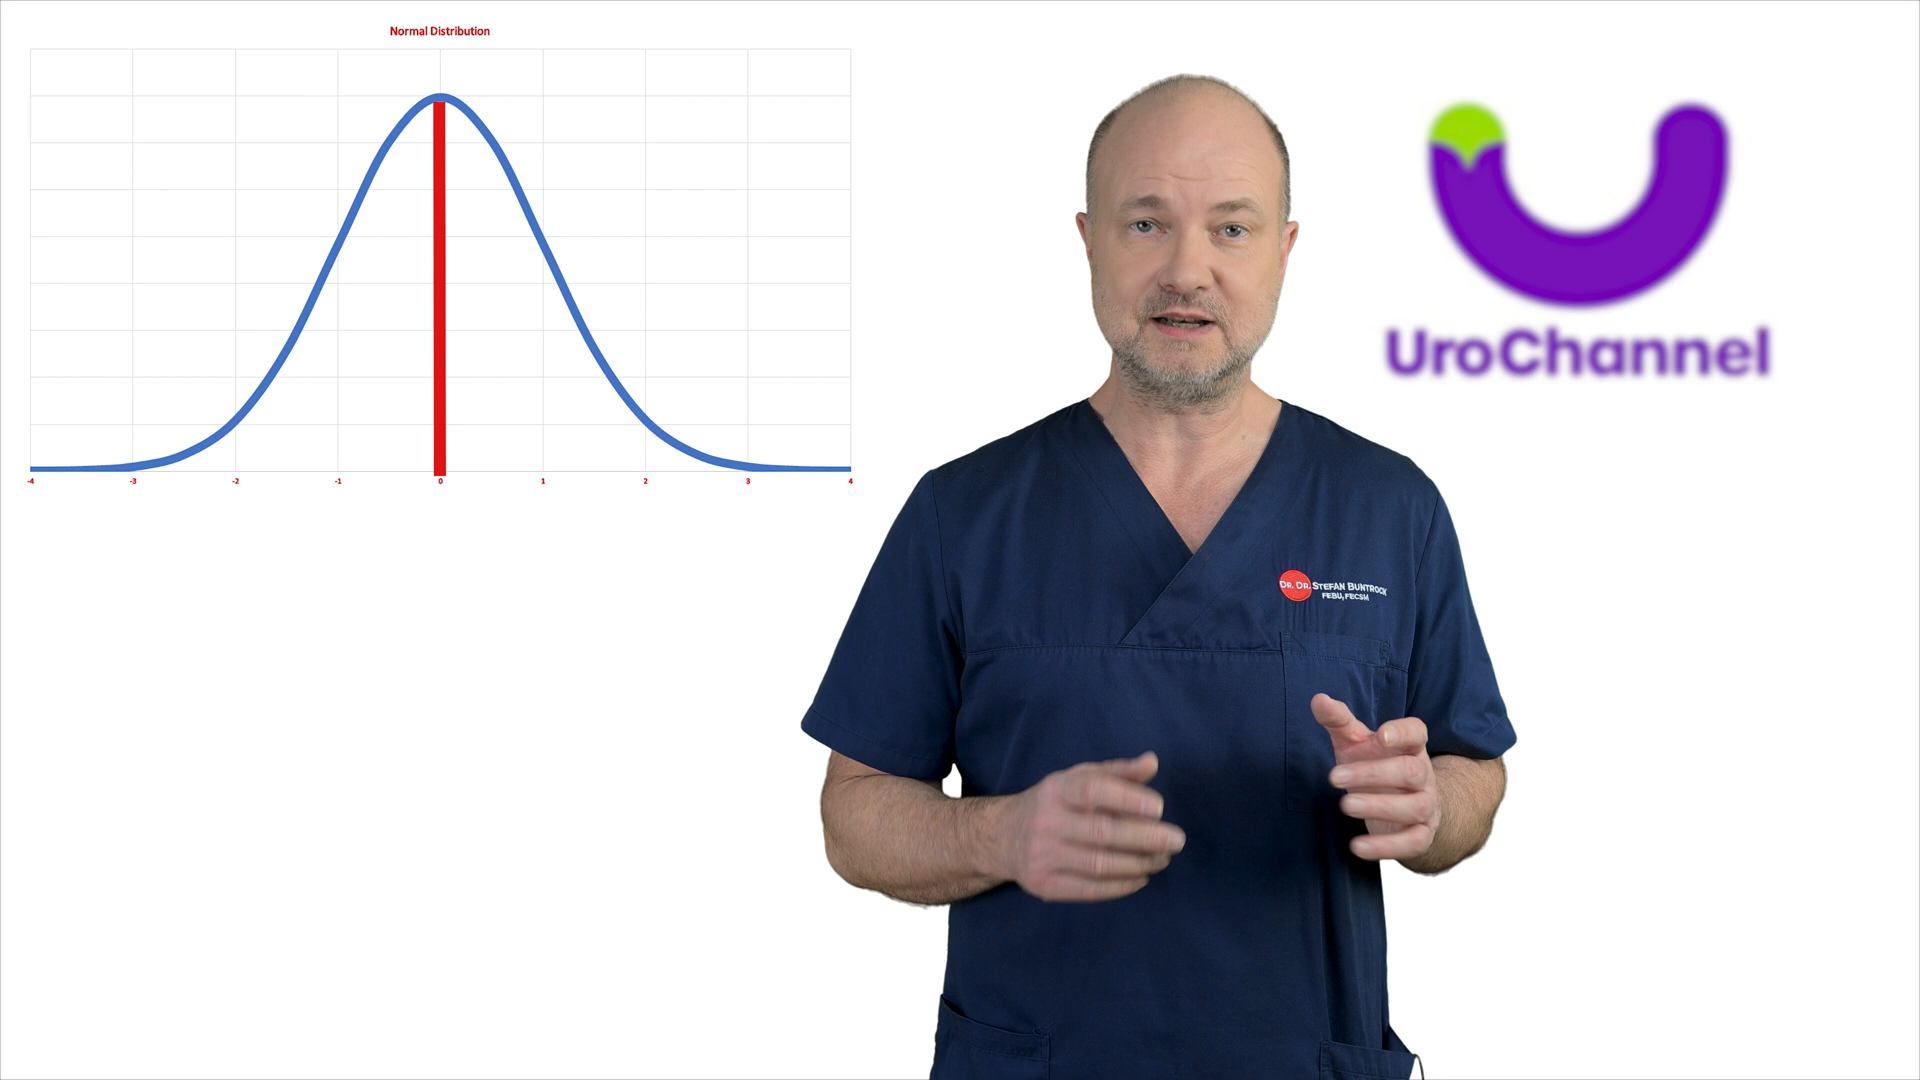 Normal Distribution
-4 -3 -2 -1 0 1 2 3 4
UroChannel
DR. DR. STEFAN BUNTROCK
FEBU, FECSM